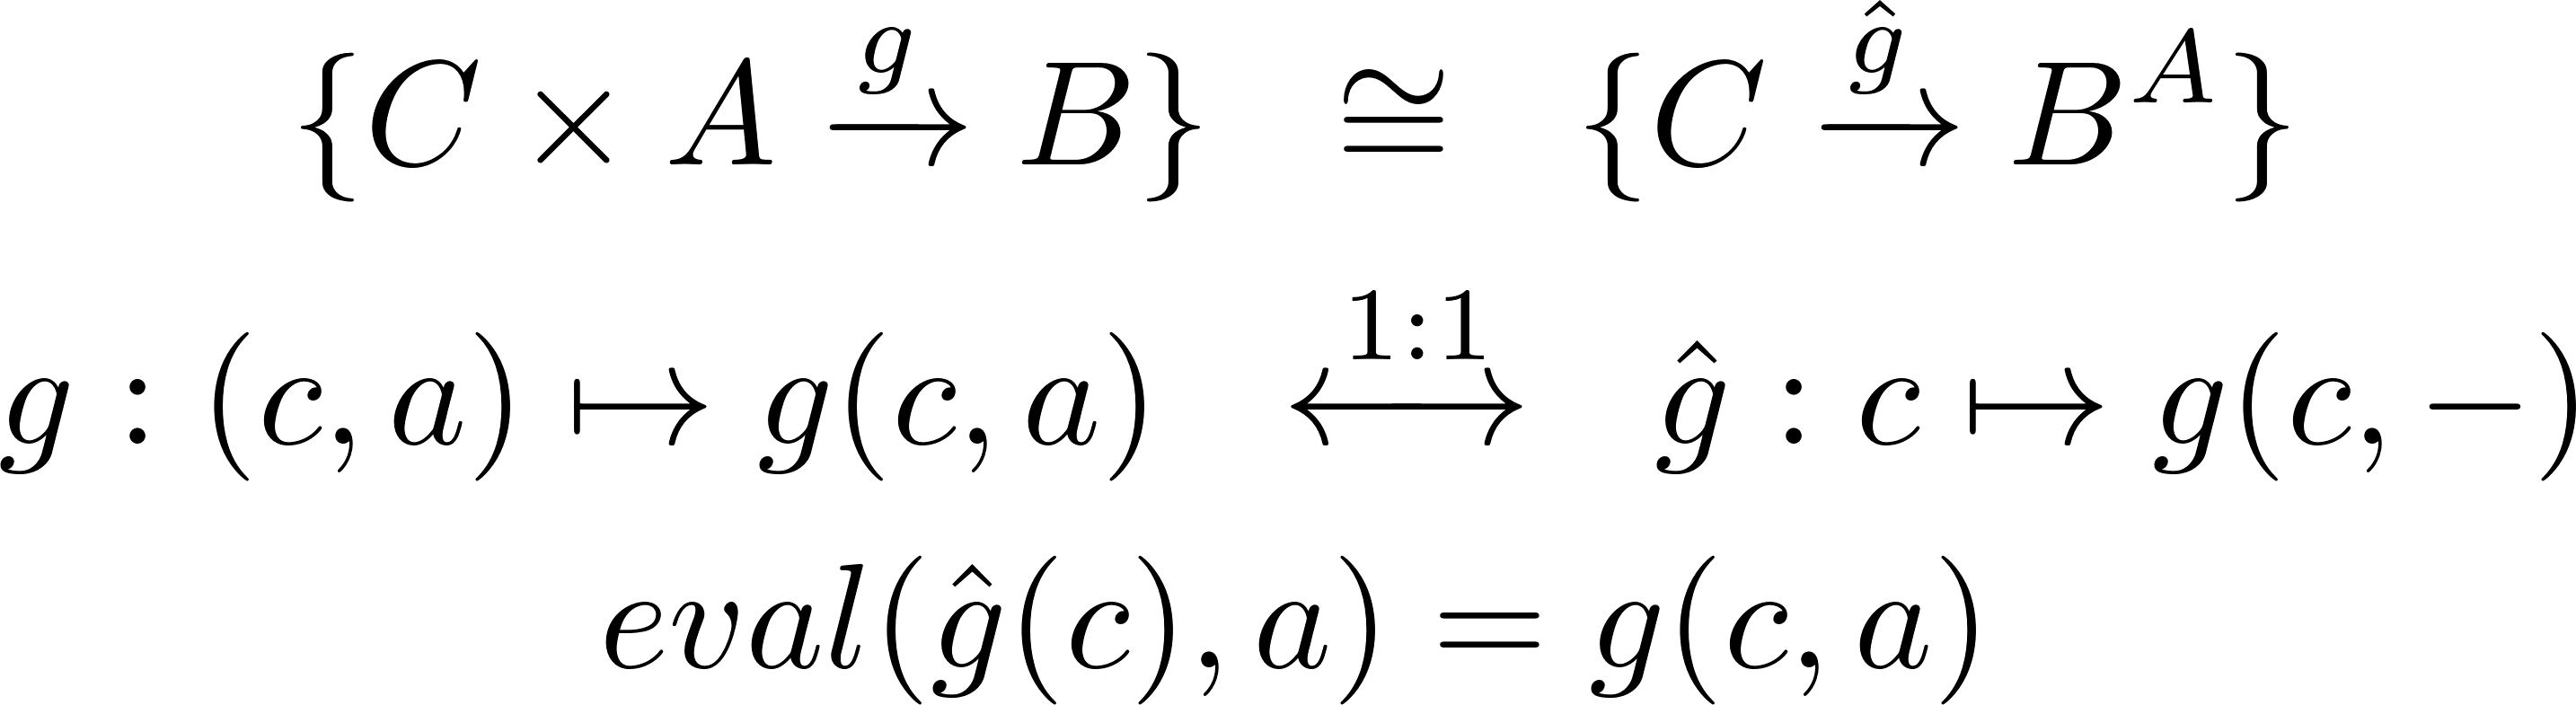 {C × A →^g B} ≅ {C →^ĝ B^A}
g : (c, a) ↦ g(c, a) ⟷^{1:1} ĝ : c ↦ g(c, −)
eval(ĝ(c), a) = g(c, a)